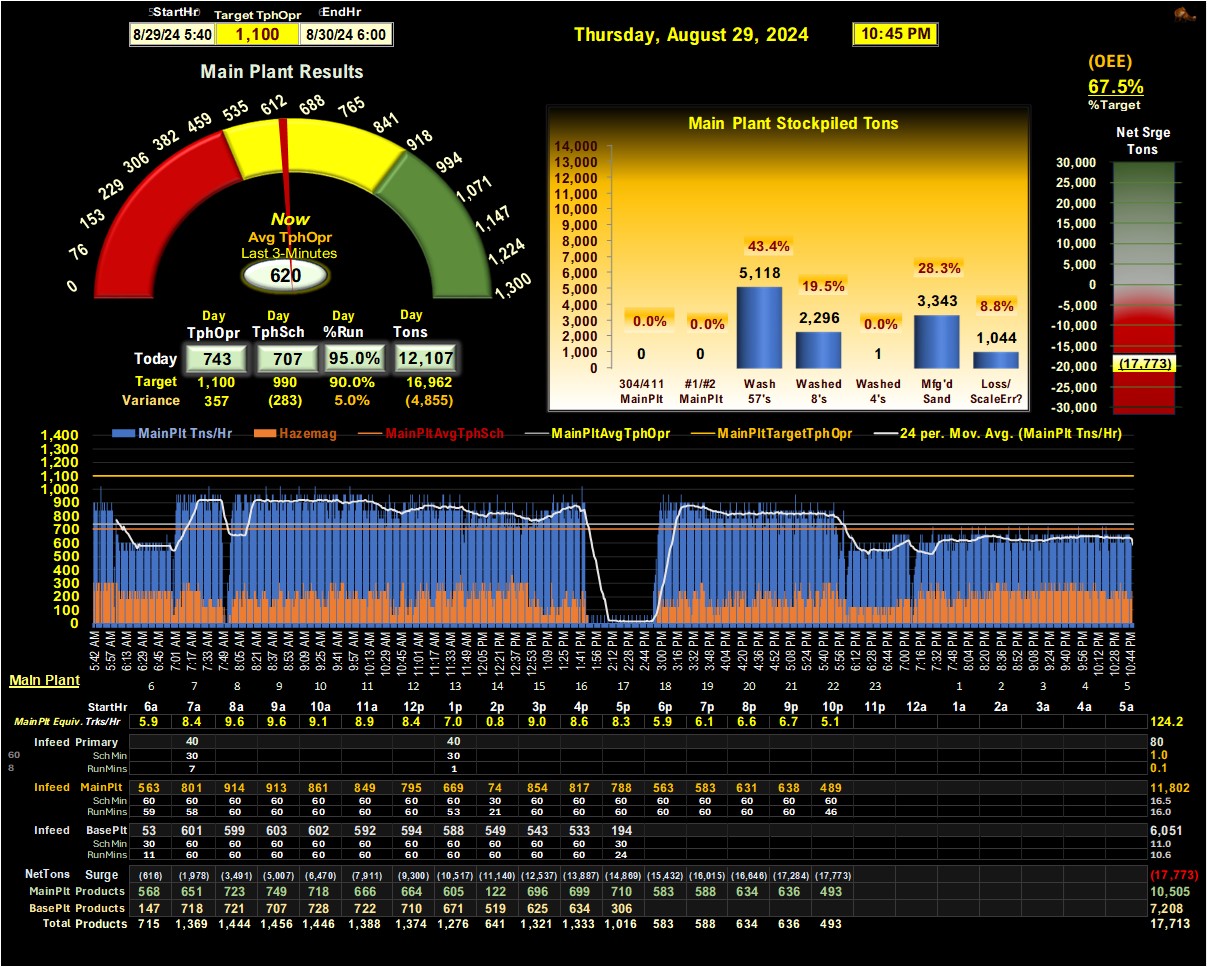 StartHr Target TphOpr EndHr
8/29/24 5:40 1,100 8/30/24 6:00
Thursday, August 29, 2024 10:45 PM
(OEE)
67.5%
%Target
Main Plant Results
0 76 153 229 306 382 459 535 612 688 765 841 918 994 1,071 1,147 1,224 1,300
Now
Avg TphOpr
Last 3-Minutes
620
Day Day Day Day
TphOpr TphSch %Run Tons
Today 743 707 95.0% 12,107
Target 1,100 990 90.0% 16,962
Variance 357 (283) 5.0% (4,855)
Main Plant Stockpiled Tons
14,000
13,000
12,000
11,000
10,000
9,000
8,000
7,000
6,000
5,000
4,000
3,000
2,000
1,000
0
0.0% 0.0% 43.4% 19.5% 0.0% 28.3% 8.8%
0 0 5,118 2,296 1 3,343 1,044
304/411 #1/#2 Wash Washed Washed Mfg'd Loss/
MainPlt MainPlt 57's 8's 4's Sand ScaleErr?
Net Srge
Tons
30,000
25,000
20,000
15,000
10,000
5,000
0
-5,000
-10,000
-15,000
-20,000
-25,000
-30,000
(17,773)
MainPlt Tns/Hr Hazemag MainPltAvgTphSch MainPltAvgTphOpr MainPltTargetTphOpr 24 per. Mov. Avg. (MainPlt Tns/Hr)
1,400
1,300
1,200
1,100
1,000
900
800
700
600
500
400
300
200
100
0
5:42 AM 5:57 AM 6:13 AM 6:29 AM 6:45 AM 7:01 AM 7:17 AM 7:33 AM 7:49 AM 8:05 AM 8:21 AM 8:37 AM 8:53 AM 9:09 AM 9:25 AM 9:41 AM 9:57 AM 10:13 AM 10:29 AM 10:45 AM 11:01 AM 11:17 AM 11:33 AM 11:49 AM 12:05 PM 12:21 PM 12:37 PM 12:53 PM 1:09 PM 1:25 PM 1:41 PM 1:56 PM 2:12 PM 2:28 PM 2:44 PM 3:00 PM 3:16 PM 3:32 PM 3:48 PM 4:04 PM 4:20 PM 4:36 PM 4:52 PM 5:08 PM 5:24 PM 5:40 PM 5:56 PM 6:12 PM 6:28 PM 6:44 PM 7:00 PM 7:16 PM 7:32 PM 7:48 PM 8:04 PM 8:20 PM 8:36 PM 8:52 PM 9:08 PM 9:24 PM 9:40 PM 9:56 PM 10:12 PM 10:28 PM 10:44 PM
Main Plant 6 7 8 9 10 11 12 13 14 15 16 17 18 19 20 21 22 23 1 2 3 4 5
StartHr 6a 7a 8a 9a 10a 11a 12p 1p 2p 3p 4p 5p 6p 7p 8p 9p 10p 11p 12a 1a 2a 3a 4a 5a
MainPlt Equiv. Trks/Hr 5.9 8.4 9.6 9.6 9.1 8.9 8.4 7.0 0.8 9.0 8.6 8.3 5.9 6.1 6.6 6.7 5.1 124.2
Infeed Primary 40 40 80
60 Sch Min 30 30 1.0
8 RunMins 7 1 0.1
Infeed MainPlt 563 801 914 913 861 849 795 669 74 854 817 788 563 583 631 638 489 11,802
Sch Min 60 60 60 60 60 60 60 60 30 60 60 60 60 60 60 60 60 16.5
RunMins 59 58 60 60 60 60 60 53 21 60 60 60 60 60 60 60 46 16.0
Infeed BasePlt 53 601 599 603 602 592 594 588 549 543 533 194 6,051
Sch Min 30 60 60 60 60 60 60 60 60 60 60 30 11.0
RunMins 11 60 60 60 60 60 60 60 60 60 60 24 10.6
NetTons Surge (616) (1,978) (3,491) (5,007) (6,470) (7,911) (9,300) (10,517) (11,140) (12,537) (13,887) (14,869) (15,432) (16,015) (16,646) (17,284) (17,773) (17,773)
MainPlt Products 568 651 723 749 718 666 664 605 122 696 699 710 583 588 634 636 493 10,505
BasePlt Products 147 718 721 707 728 722 710 671 519 625 634 306 7,208
Total Products 715 1,369 1,444 1,456 1,446 1,388 1,374 1,276 641 1,321 1,333 1,016 583 588 634 636 493 17,713